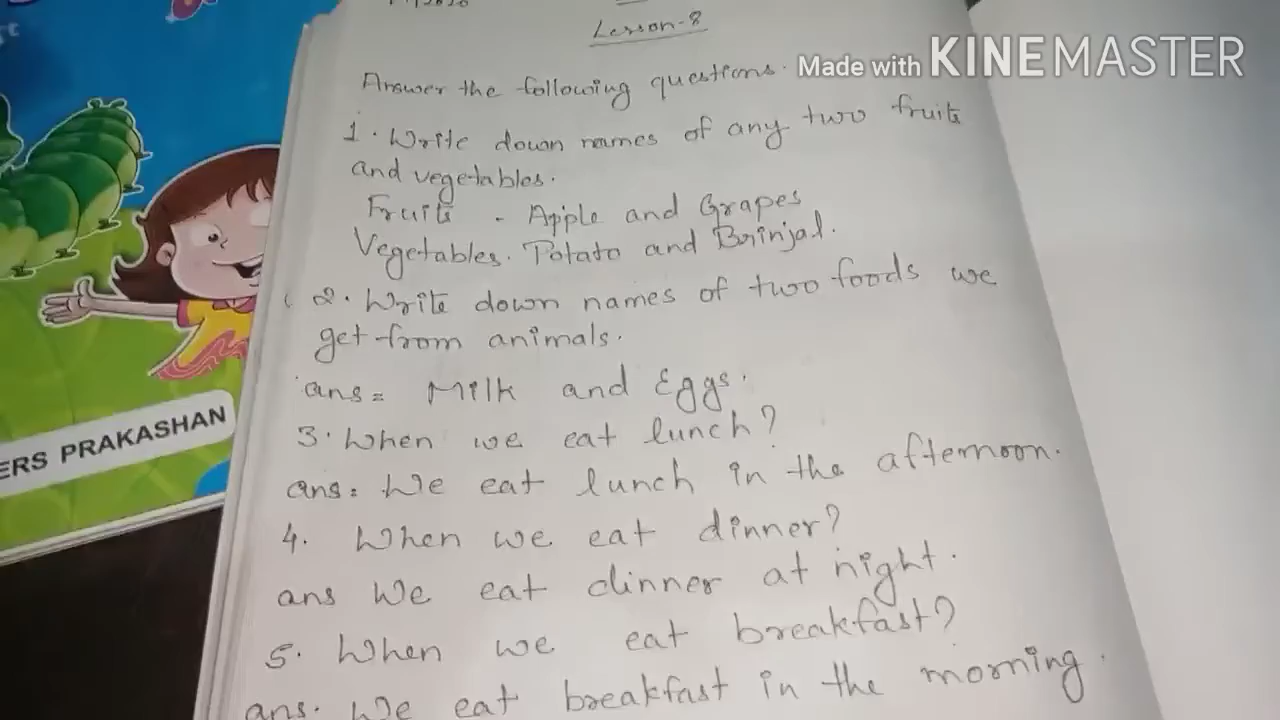 Lesson-8
Made with KINEMASTER
Answer the following questions.
1. Write down names of any two fruits
and vegetables.
Fruits - Apple and Grapes
Vegetables. Potato and Brinjal.
2. Write down names of two foods we
get from animals.
ans = Milk and Eggs.
3. When we eat lunch?
ans = We eat lunch in the afternoon.
4. When we eat dinner?
ans We eat dinner at night.
5. When we eat breakfast?
ans. We eat breakfast in the morning.
ERS PRAKASHAN